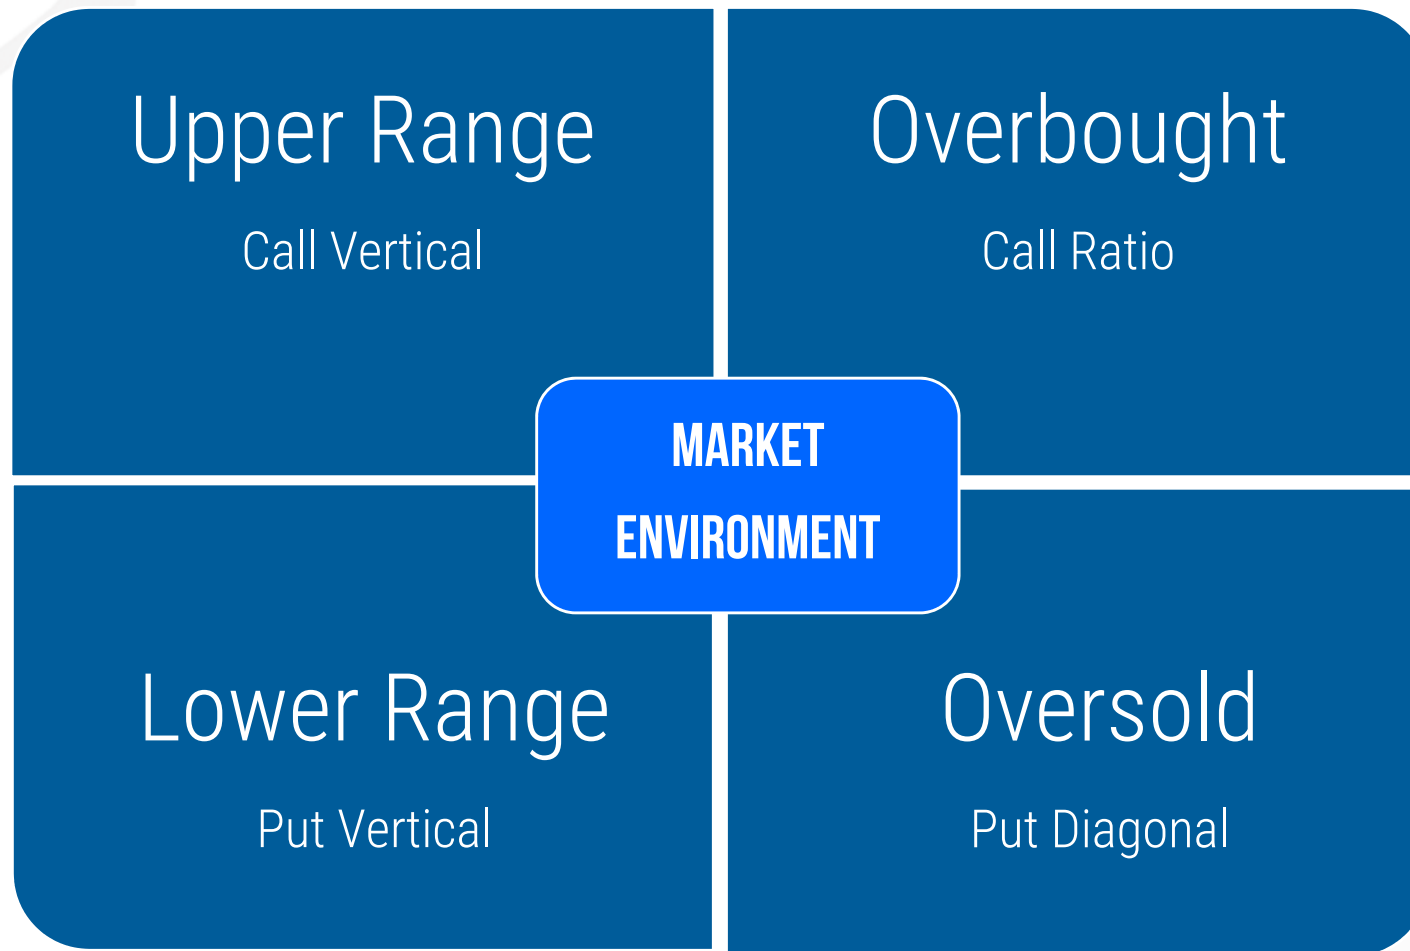 Upper Range
Call Vertical
Overbought
Call Ratio
MARKET
ENVIRONMENT
Lower Range
Put Vertical
Oversold
Put Diagonal